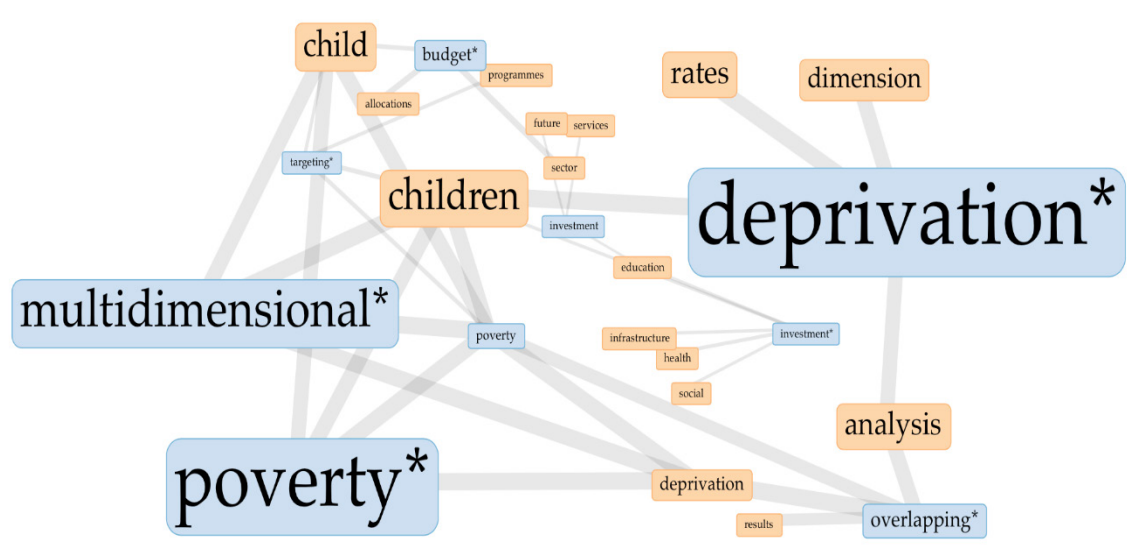 child
budget*
programmes
rates
dimension
allocations
future
services
targeting*
sector
children
deprivation*
investment
education
multidimensional*
poverty
infrastructure
investment*
health
social
analysis
poverty*
deprivation
results
overlapping*